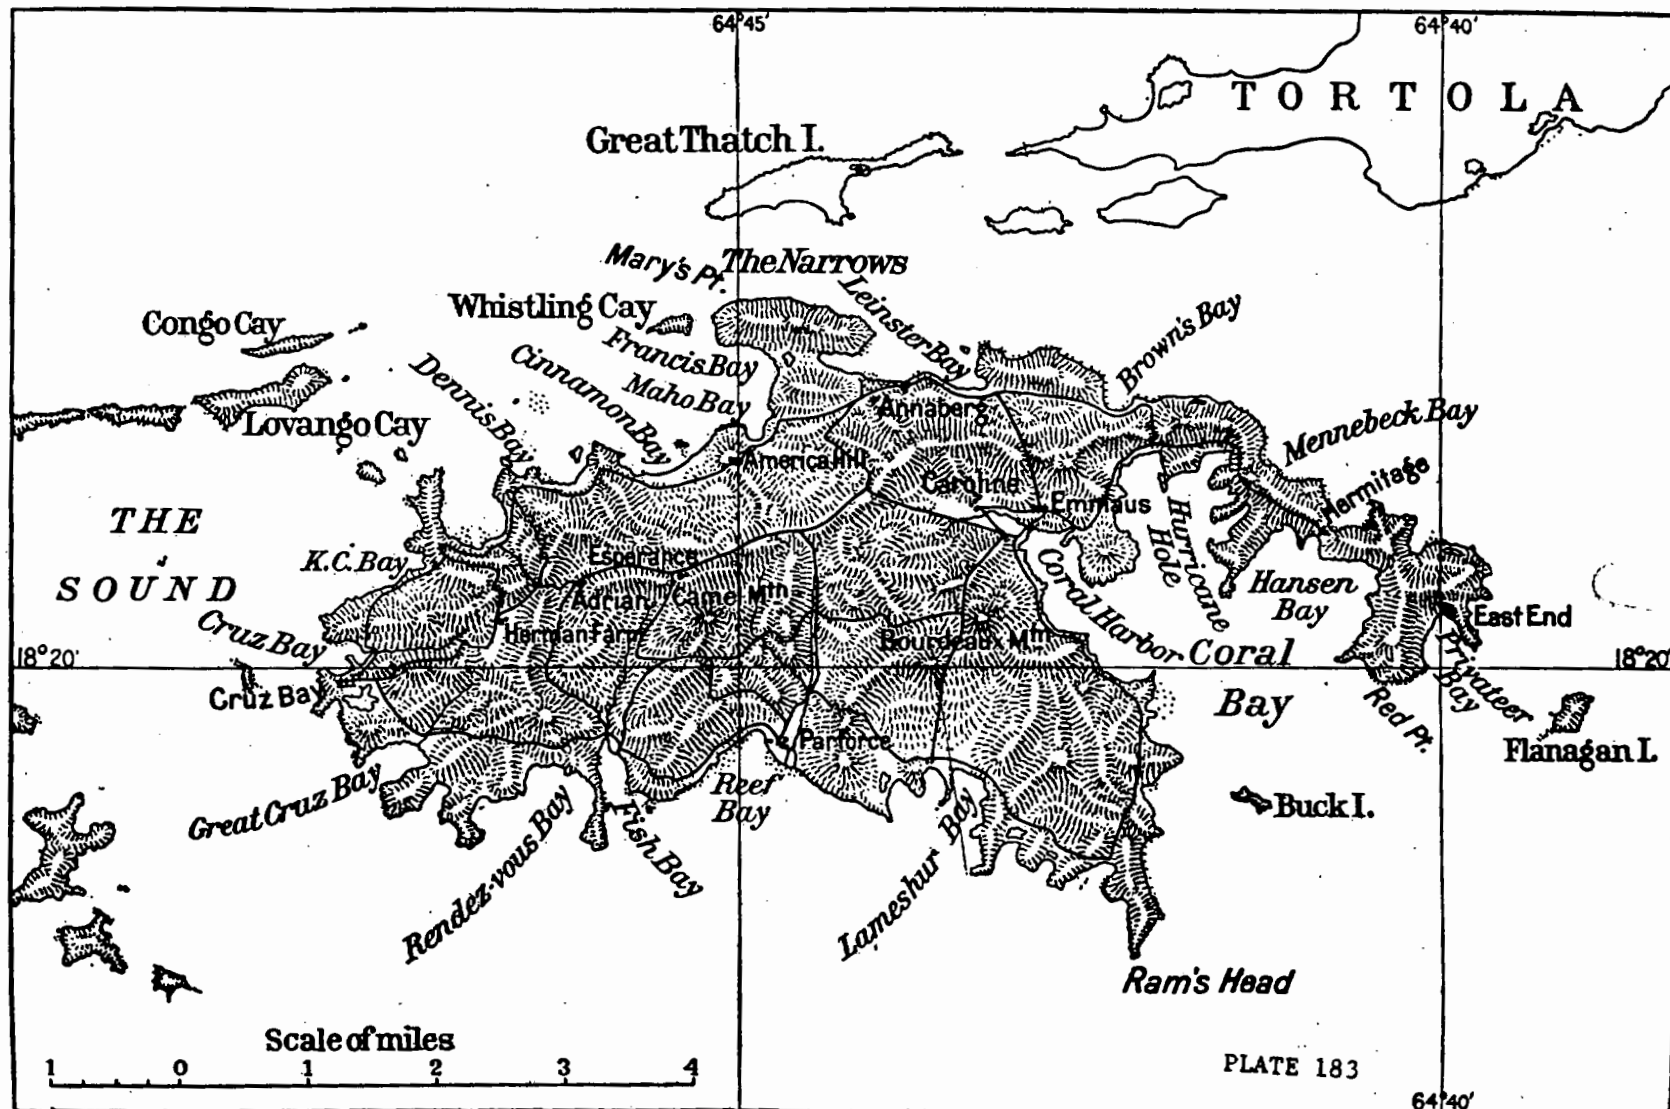 64°45'
64°40'
TORTOLA
Great Thatch I.
Mary's Pt.
The Narrows
Leinster Bay
Whistling Cay
Congo Cay
Francis Bay
Brown's Bay
Cinnamon Bay
Dennis Bay
Maho Bay
Lovango Cay
Annaberg
Mennebeck Bay
America Hill
Caroline
Hermitage
Emmaus
THE
SOUND
Hurricane
Hole
K.C. Bay
Esperance
Adrian
Came Mtn
Coral Harbor
Hansen
Bay
East End
Cruz Bay
Herman Farm
Bourdeaux Mtn
Coral
Bay
18°20'
18°20'
Cruz Bay
Privateer
Bay
Red Pt.
Parforce
Flanagan I.
Reef
Bay
Great Cruz Bay
Rendez-vous Bay
Fish Bay
Lameshur Bay
Buck I.
Ram's Head
Scale of miles
1 0 1 2 3 4
PLATE 183
64°40'